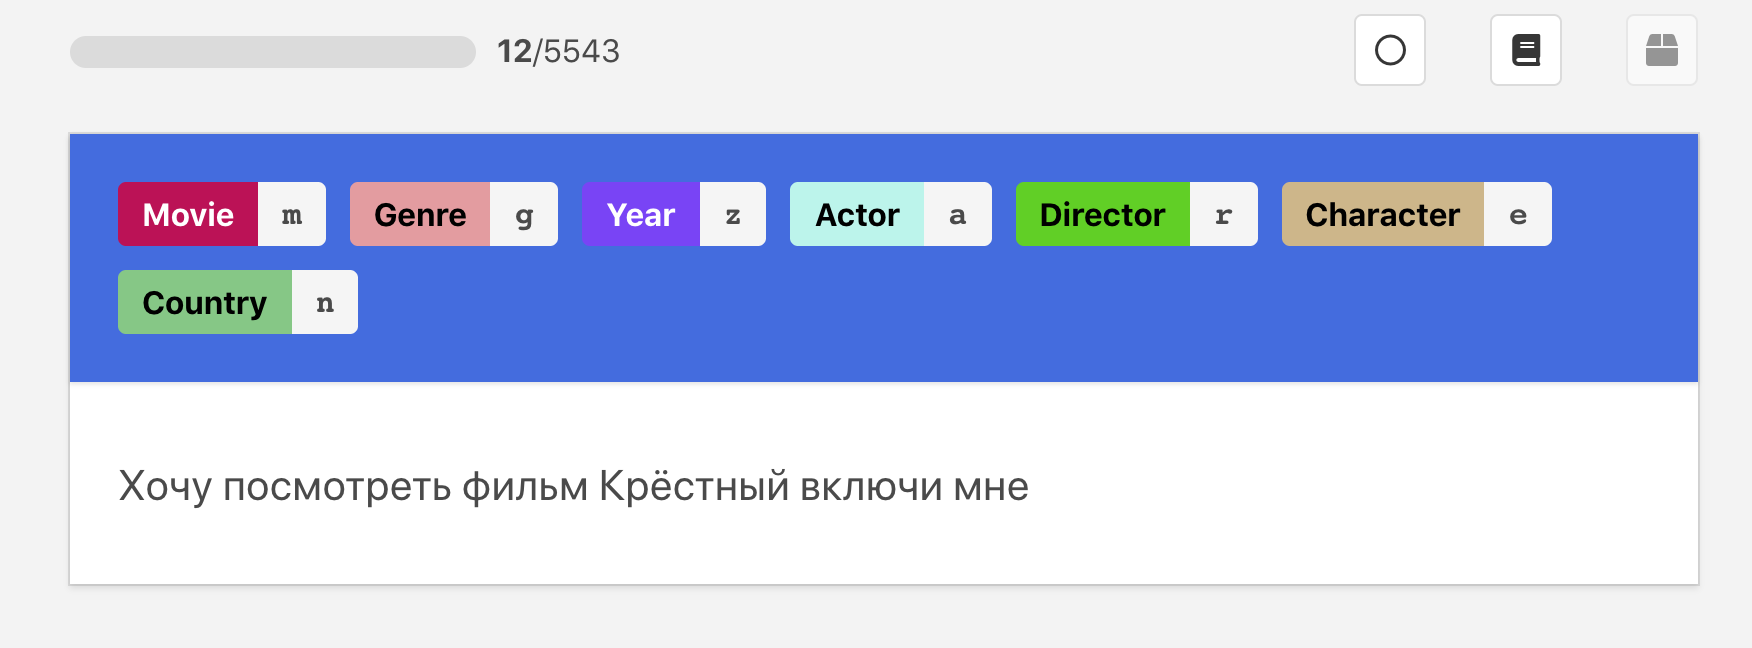 12/5543
Movie m Genre g Year z Actor a Director r Character e
Country n
Хочу посмотреть фильм Крёстный включи мне